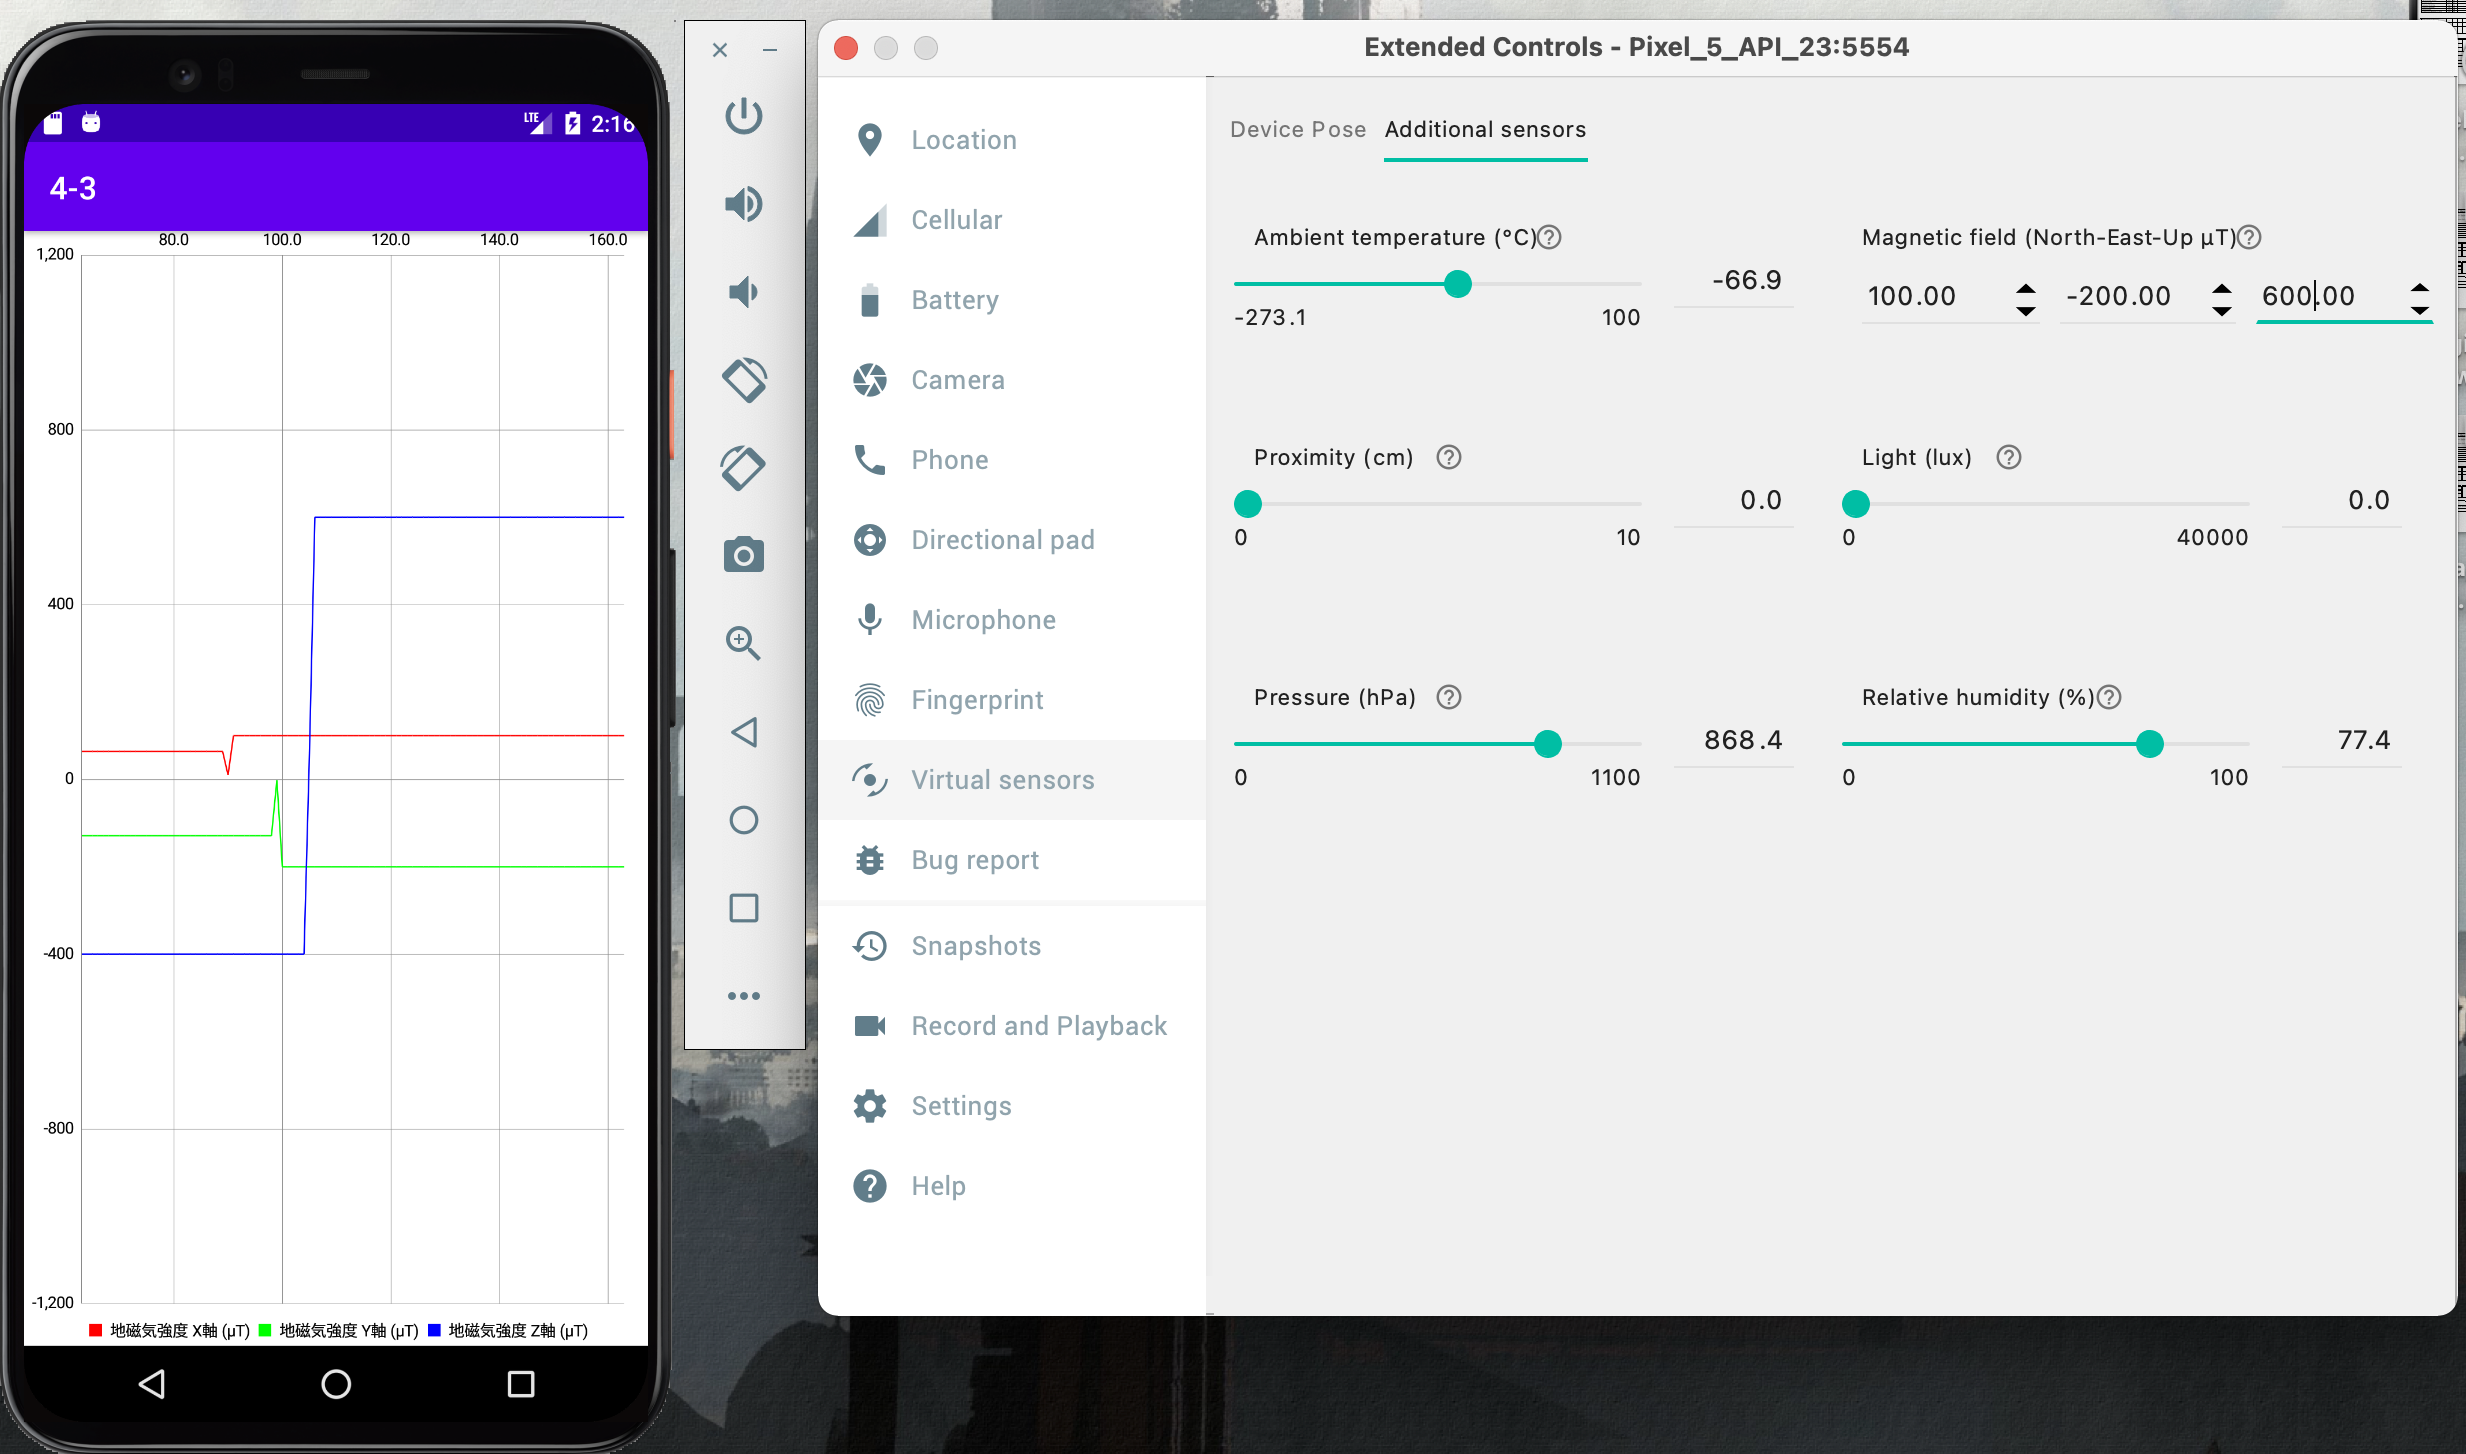 LTE 2:16
4-3
80.0 100.0 120.0 140.0 160.0
1,200
800
400
0
-400
-800
-1,200
地磁気強度 X軸 (μT) 地磁気強度 Y軸 (μT) 地磁気強度 Z軸 (μT)
Extended Controls - Pixel_5_API_23:5554
Location
Cellular
Battery
Camera
Phone
Directional pad
Microphone
Fingerprint
Virtual sensors
Bug report
Snapshots
Record and Playback
Settings
Help
Device Pose Additional sensors
Ambient temperature (°C)
-66.9
-273.1 100
Magnetic field (North-East-Up μT)
100.00 -200.00 600.00
Proximity (cm)
0.0
0 10
Light (lux)
0.0
0 40000
Pressure (hPa)
868.4
0 1100
Relative humidity (%)
77.4
0 100